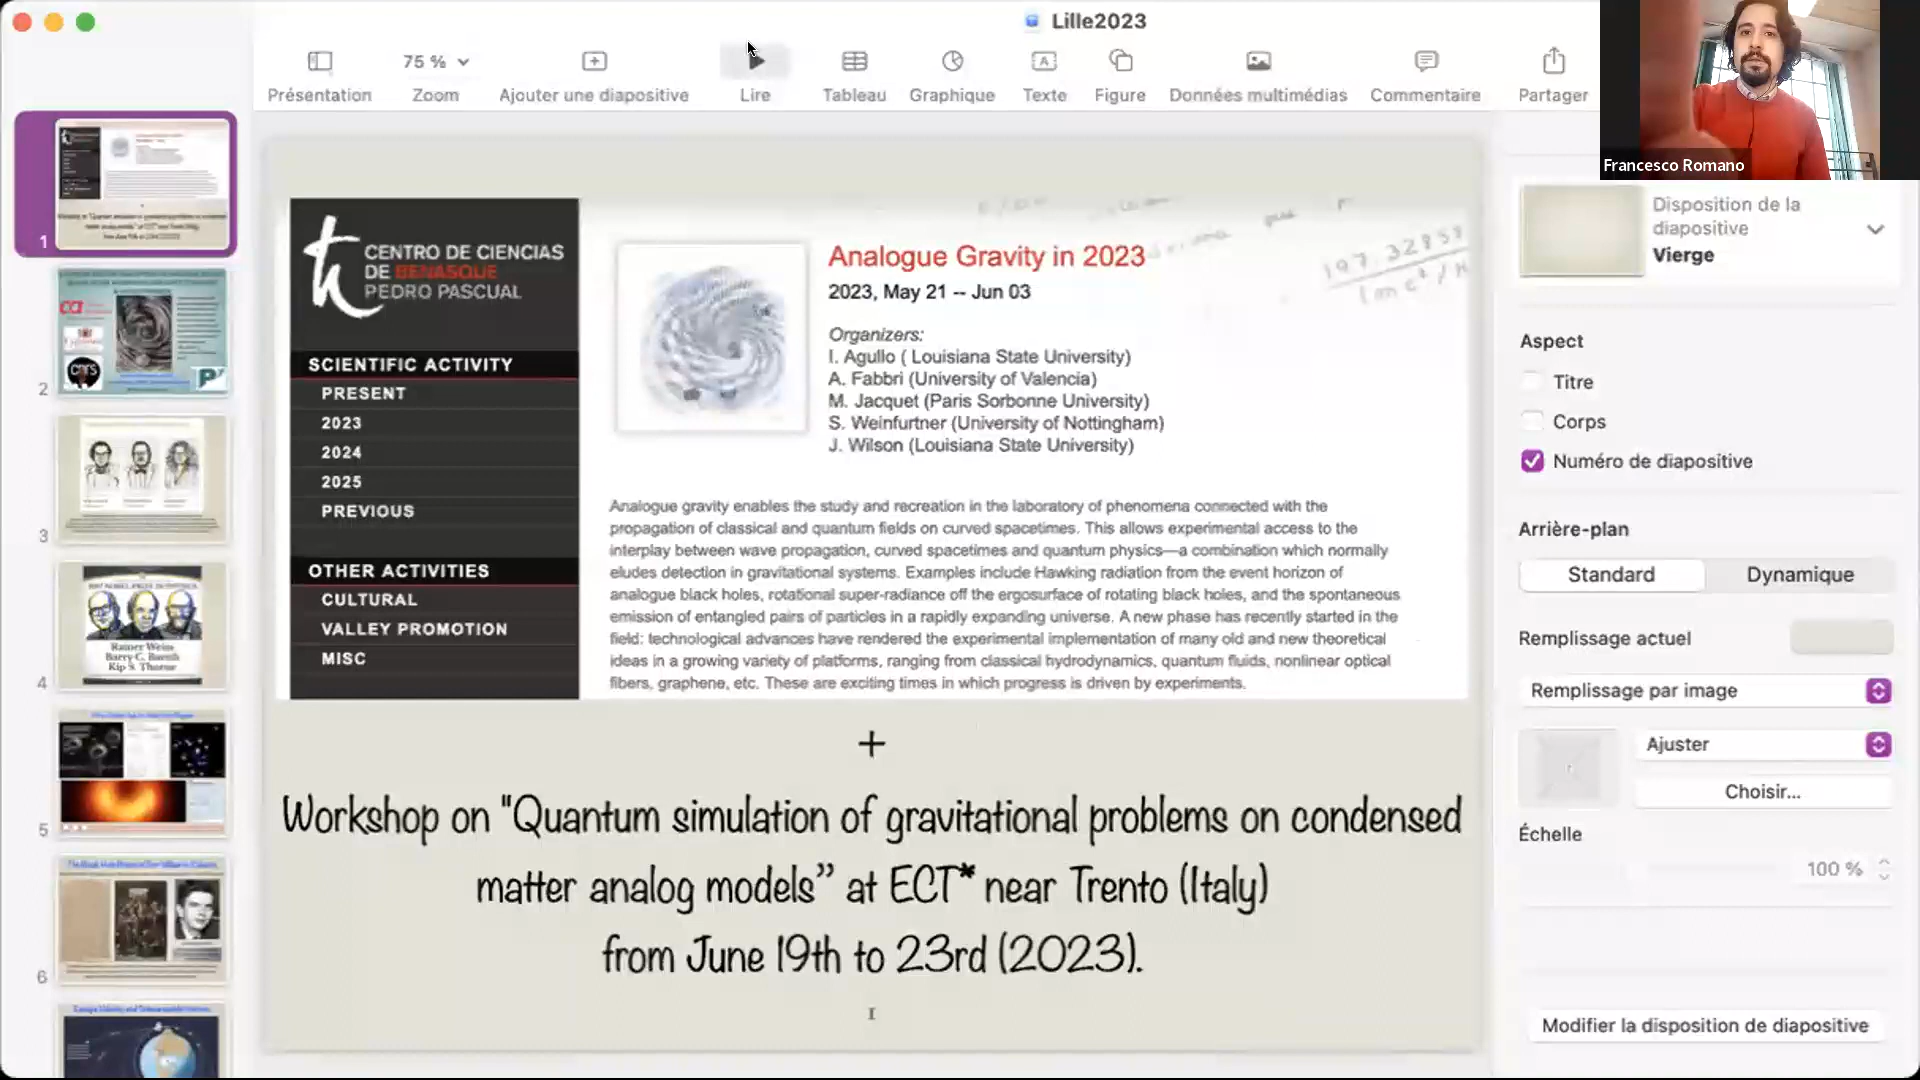 Lille2023
75 %
Présentation
Zoom
Ajouter une diapositive
Lire
Tableau
Graphique
Texte
Figure
Données multimédias
Commentaire
Partager
Francesco Romano
1
2
3
4
Rainer Weiss
Barry C. Barish
Kip S. Thorne
5
6
CENTRO DE CIENCIAS
DE BENASQUE
PEDRO PASCUAL
SCIENTIFIC ACTIVITY
PRESENT
2023
2024
2025
PREVIOUS
OTHER ACTIVITIES
CULTURAL
VALLEY PROMOTION
MISC
Analogue Gravity in 2023
2023, May 21 -- Jun 03
Organizers:
I. Agullo ( Louisiana State University)
A. Fabbri (University of Valencia)
M. Jacquet (Paris Sorbonne University)
S. Weinfurtner (University of Nottingham)
J. Wilson (Louisiana State University)
Analogue gravity enables the study and recreation in the laboratory of phenomena connected with the
propagation of classical and quantum fields on curved spacetimes. This allows experimental access to the
interplay between wave propagation, curved spacetimes and quantum physics—a combination which normally
eludes detection in gravitational systems. Examples include Hawking radiation from the event horizon of
analogue black holes, rotational super-radiance off the ergosurface of rotating black holes, and the spontaneous
emission of entangled pairs of particles in a rapidly expanding universe. A new phase has recently started in the
field: technological advances have rendered the experimental implementation of many old and new theoretical
ideas in a growing variety of platforms, ranging from classical hydrodynamics, quantum fluids, nonlinear optical
fibers, graphene, etc. These are exciting times in which progress is driven by experiments.
+
Workshop on "Quantum simulation of gravitational problems on condensed
matter analog models” at ECT* near Trento (Italy)
from June 19th to 23rd (2023).
1
Disposition de la
diapositive
Vierge
Aspect
Titre
Corps
Numéro de diapositive
Arrière-plan
Standard
Dynamique
Remplissage actuel
Remplissage par image
Ajuster
Choisir...
Échelle
100 %
Modifier la disposition de diapositive